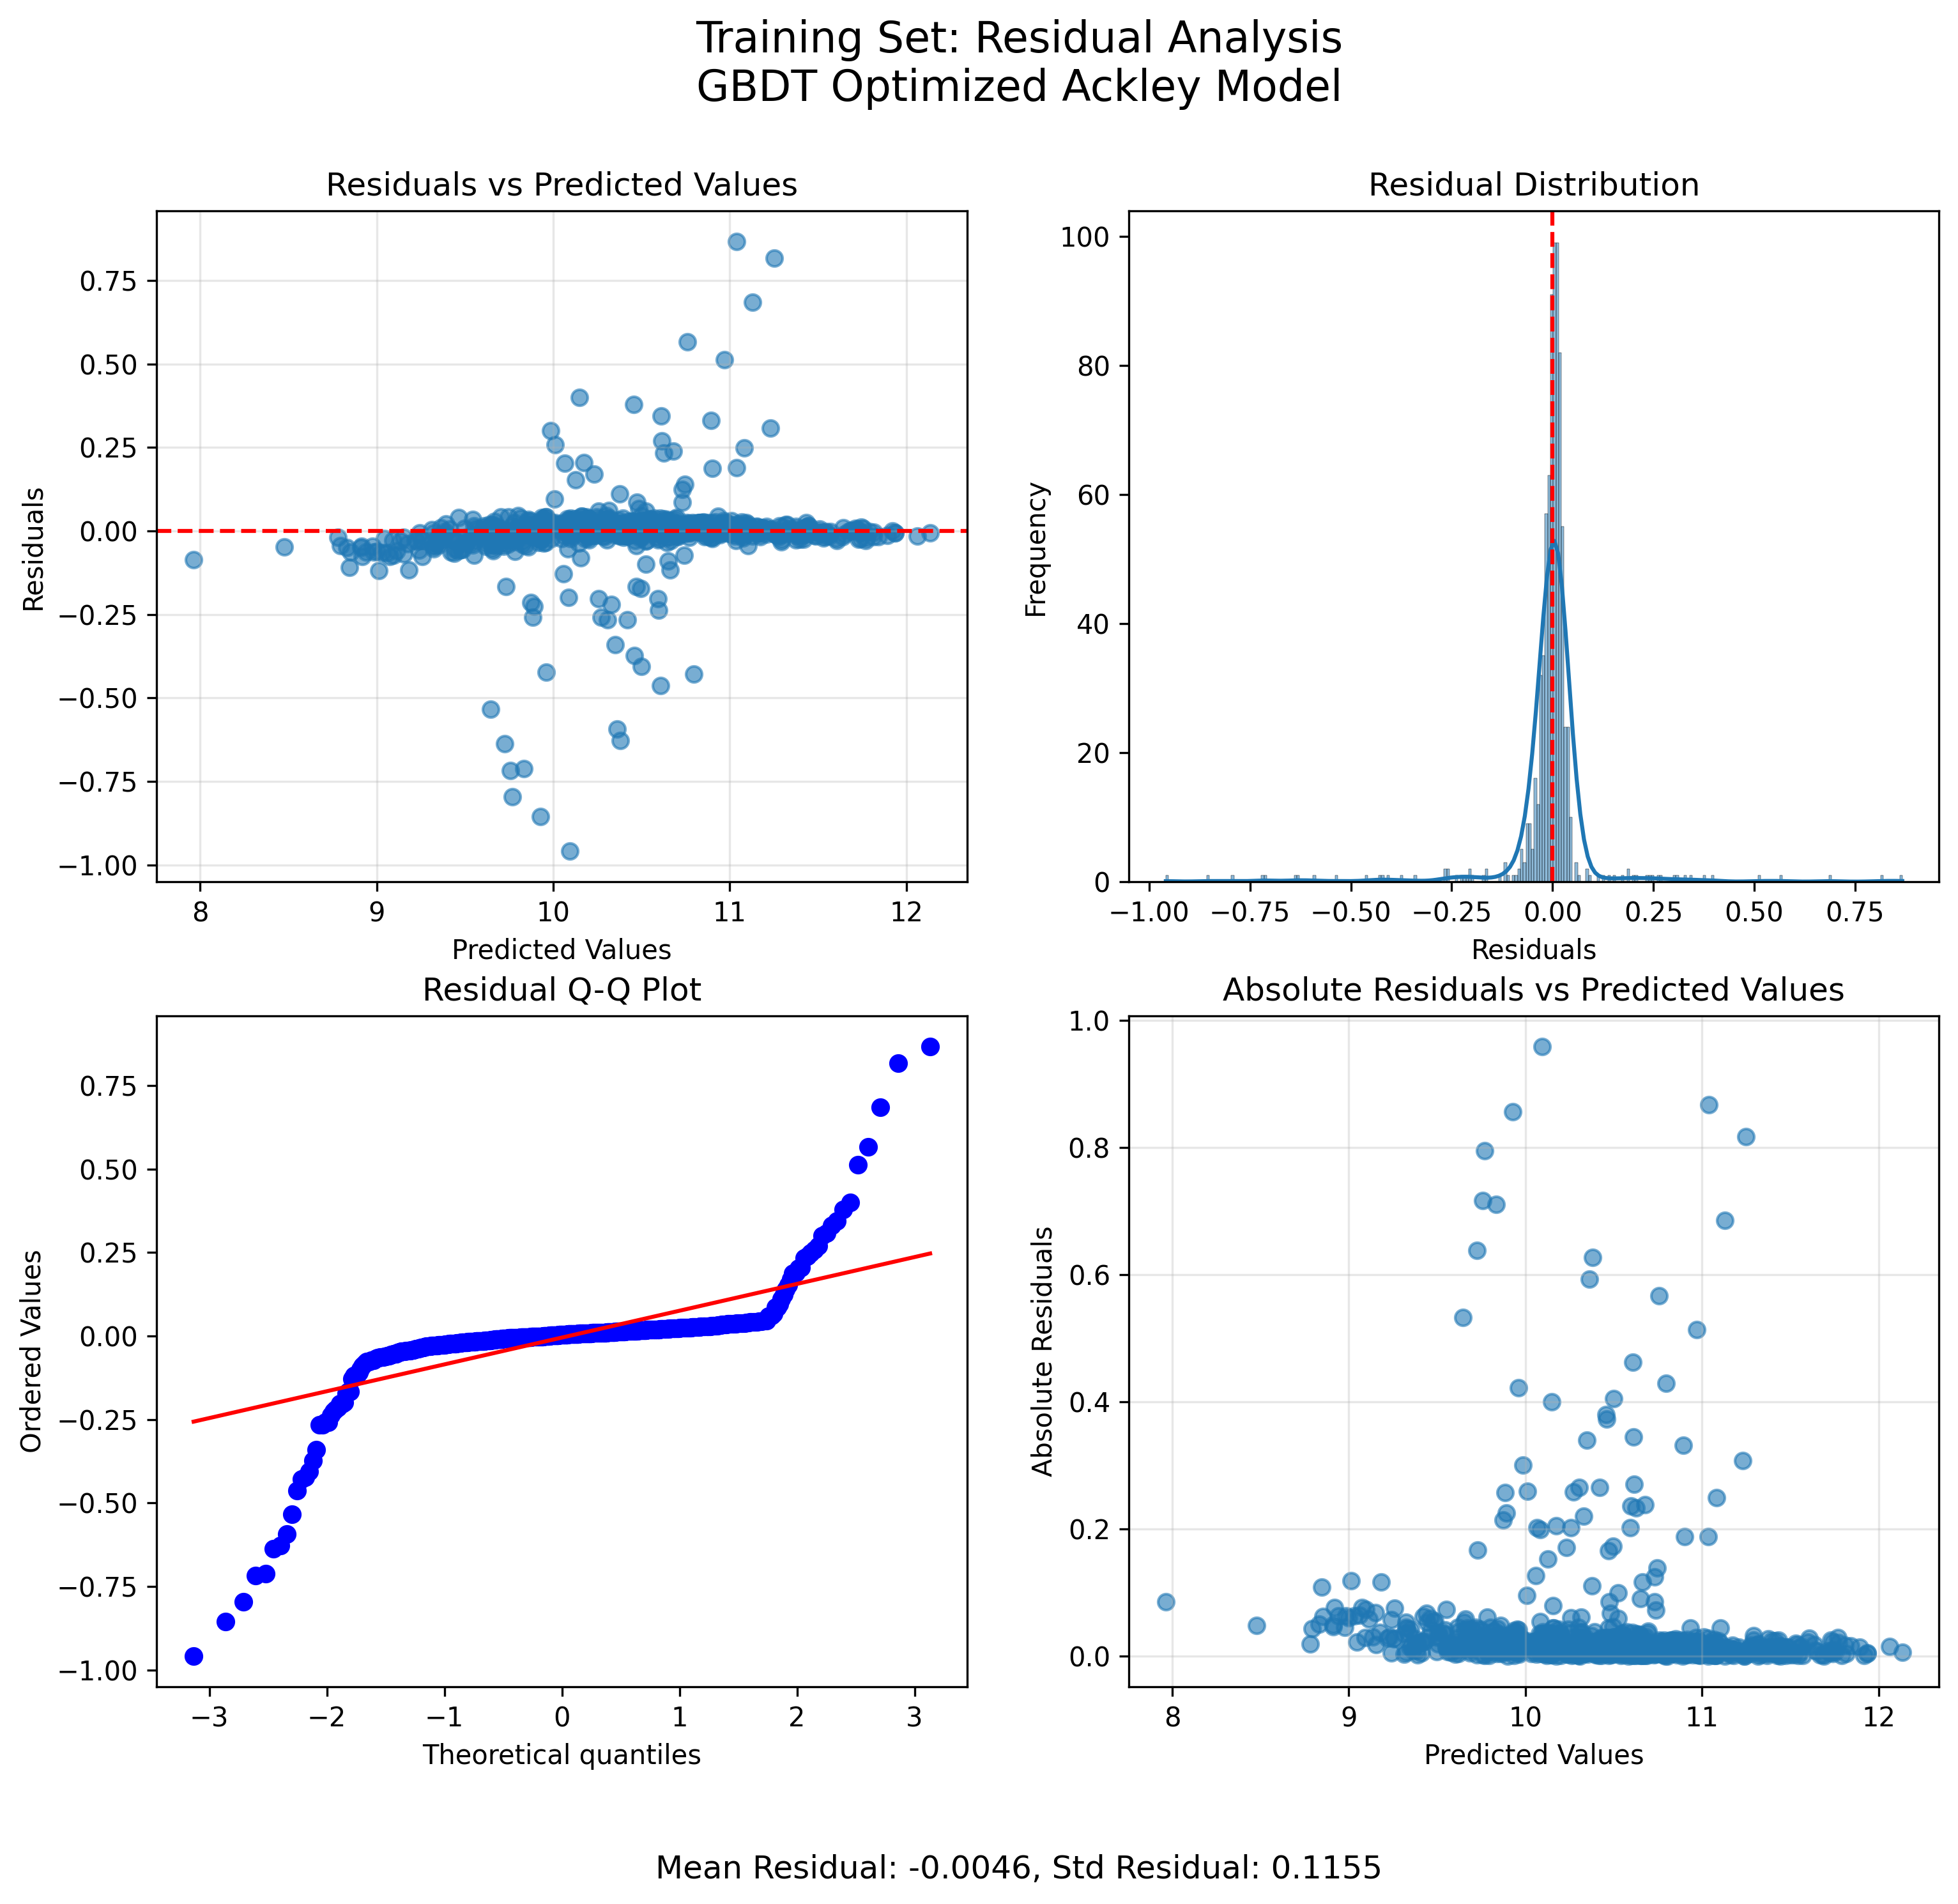 Training Set: Residual Analysis
GBDT Optimized Ackley Model
Residuals vs Predicted Values
Residuals
0.75
0.50
0.25
0.00
−0.25
−0.50
−0.75
−1.00
8 9 10 11 12
Predicted Values
Residual Distribution
Frequency
100
80
60
40
20
0
−1.00 −0.75 −0.50 −0.25 0.00 0.25 0.50 0.75
Residuals
Residual Q-Q Plot
Ordered Values
0.75
0.50
0.25
0.00
−0.25
−0.50
−0.75
−1.00
−3 −2 −1 0 1 2 3
Theoretical quantiles
Absolute Residuals vs Predicted Values
Absolute Residuals
1.0
0.8
0.6
0.4
0.2
0.0
8 9 10 11 12
Predicted Values
Mean Residual: -0.0046, Std Residual: 0.1155